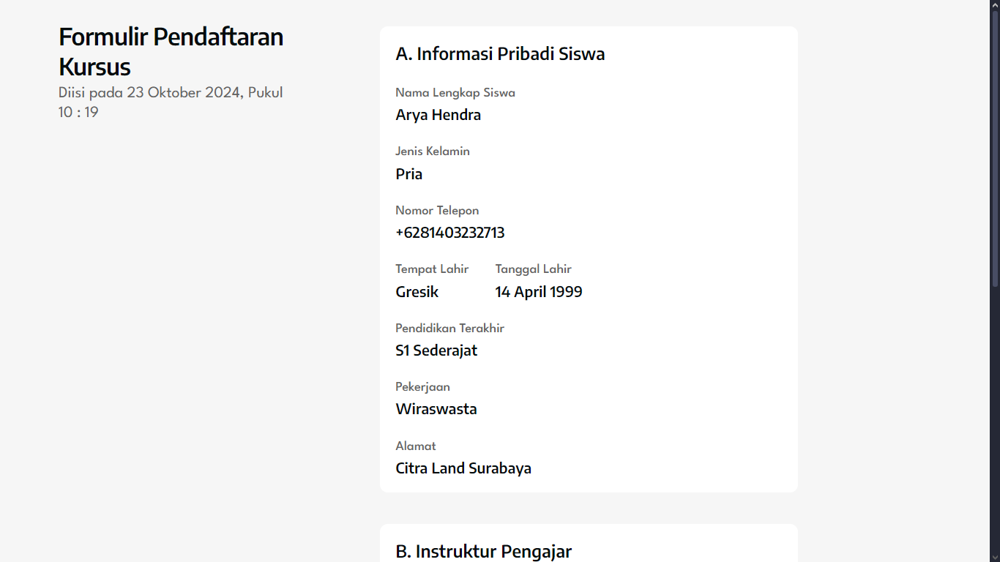 Formulir Pendaftaran
Kursus
Diisi pada 23 Oktober 2024, Pukul
10 : 19
A. Informasi Pribadi Siswa
Nama Lengkap Siswa
Arya Hendra
Jenis Kelamin
Pria
Nomor Telepon
+6281403232713
Tempat Lahir Tanggal Lahir
Gresik 14 April 1999
Pendidikan Terakhir
S1 Sederajat
Pekerjaan
Wiraswasta
Alamat
Citra Land Surabaya
B. Instruktur Pengajar